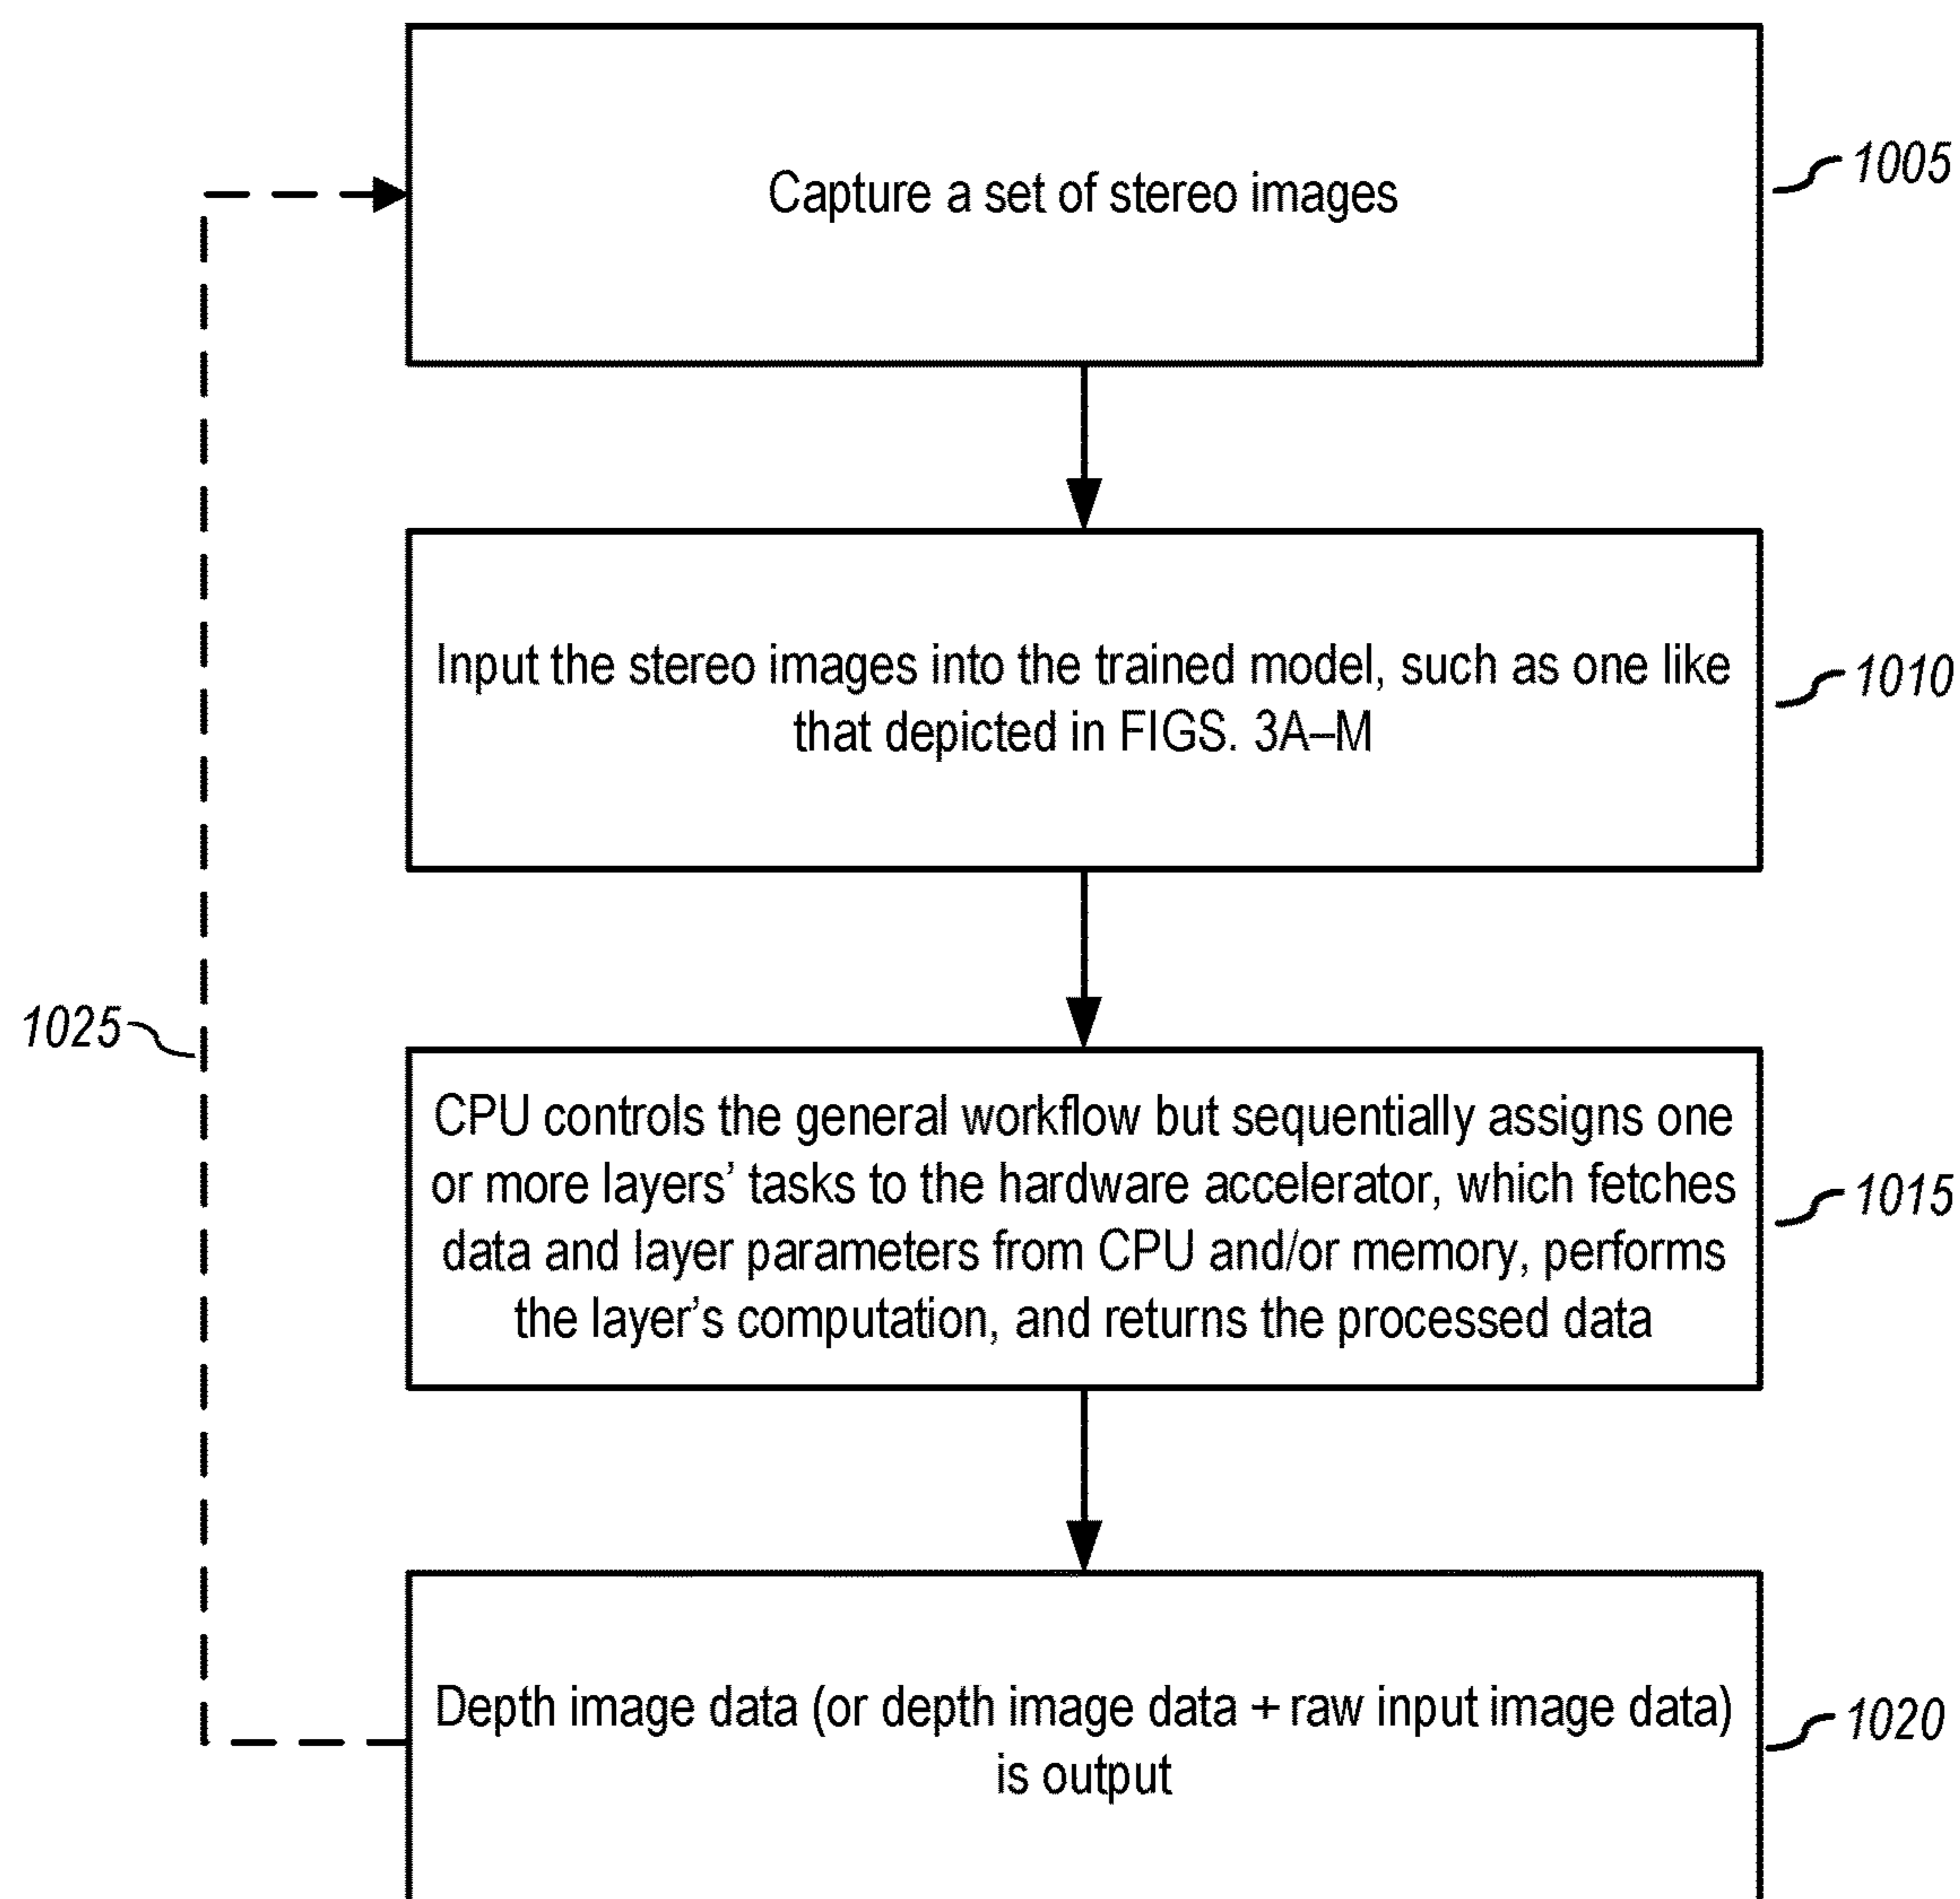 Capture a set of stereo images
1005
Input the stereo images into the trained model, such as one like
that depicted in FIGS. 3A–M
1010
1025
CPU controls the general workflow but sequentially assigns one
or more layers’ tasks to the hardware accelerator, which fetches
data and layer parameters from CPU and/or memory, performs
the layer’s computation, and returns the processed data
1015
Depth image data (or depth image data + raw input image data)
is output
1020